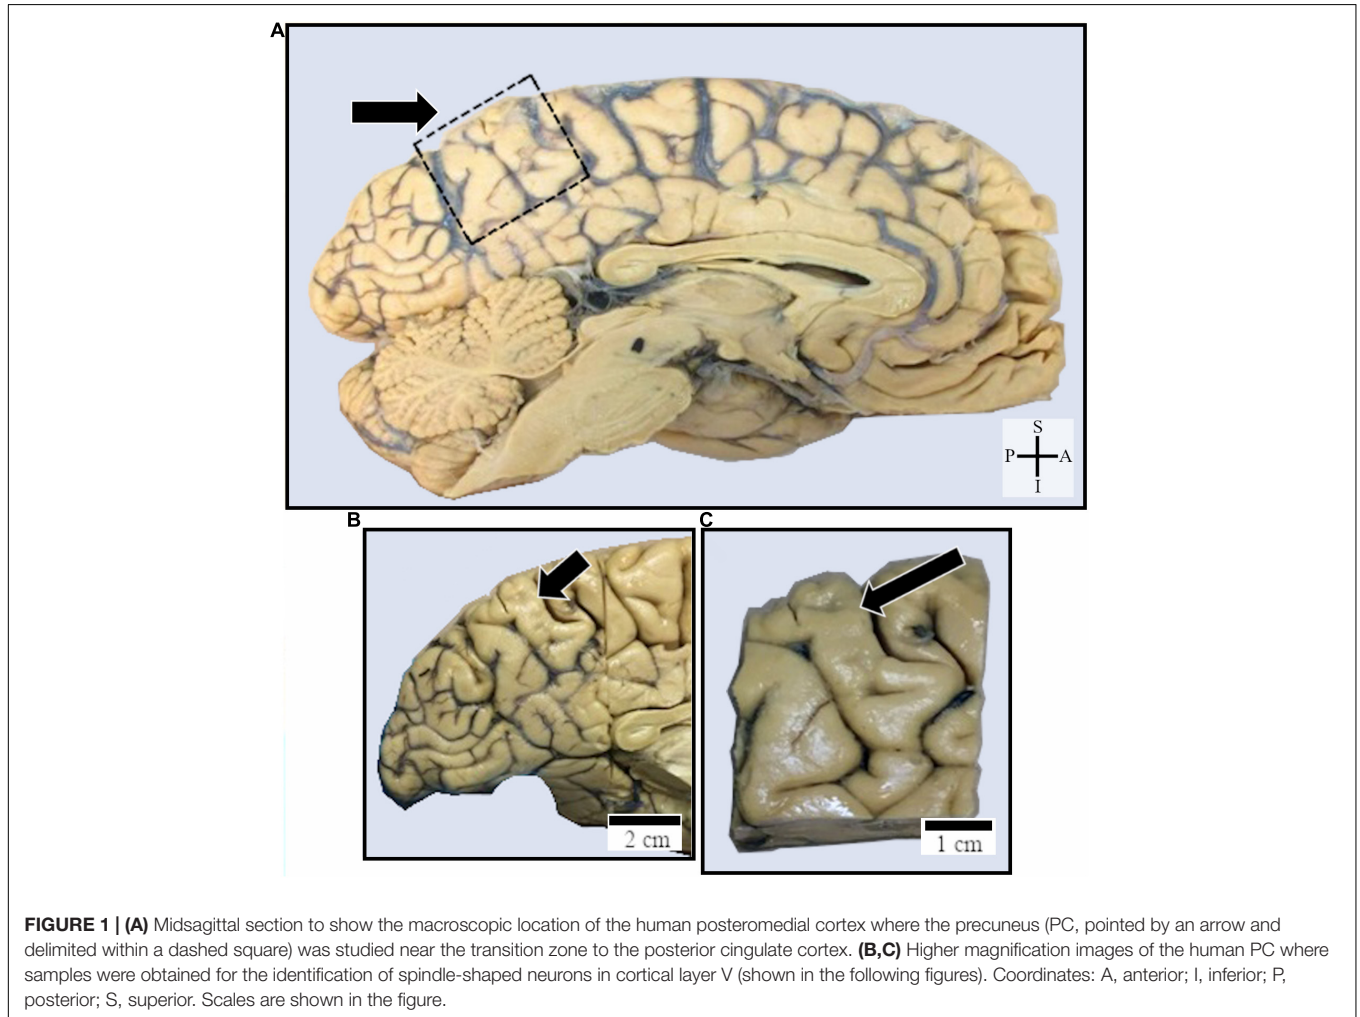 A
S
P
A
I
B
C
2 cm
1 cm
FIGURE 1 | (A) Midsagittal section to show the macroscopic location of the human posteromedial cortex where the precuneus (PC, pointed by an arrow and
delimited within a dashed square) was studied near the transition zone to the posterior cingulate cortex. (B,C) Higher magnification images of the human PC where
samples were obtained for the identification of spindle-shaped neurons in cortical layer V (shown in the following figures). Coordinates: A, anterior; I, inferior; P,
posterior; S, superior. Scales are shown in the figure.